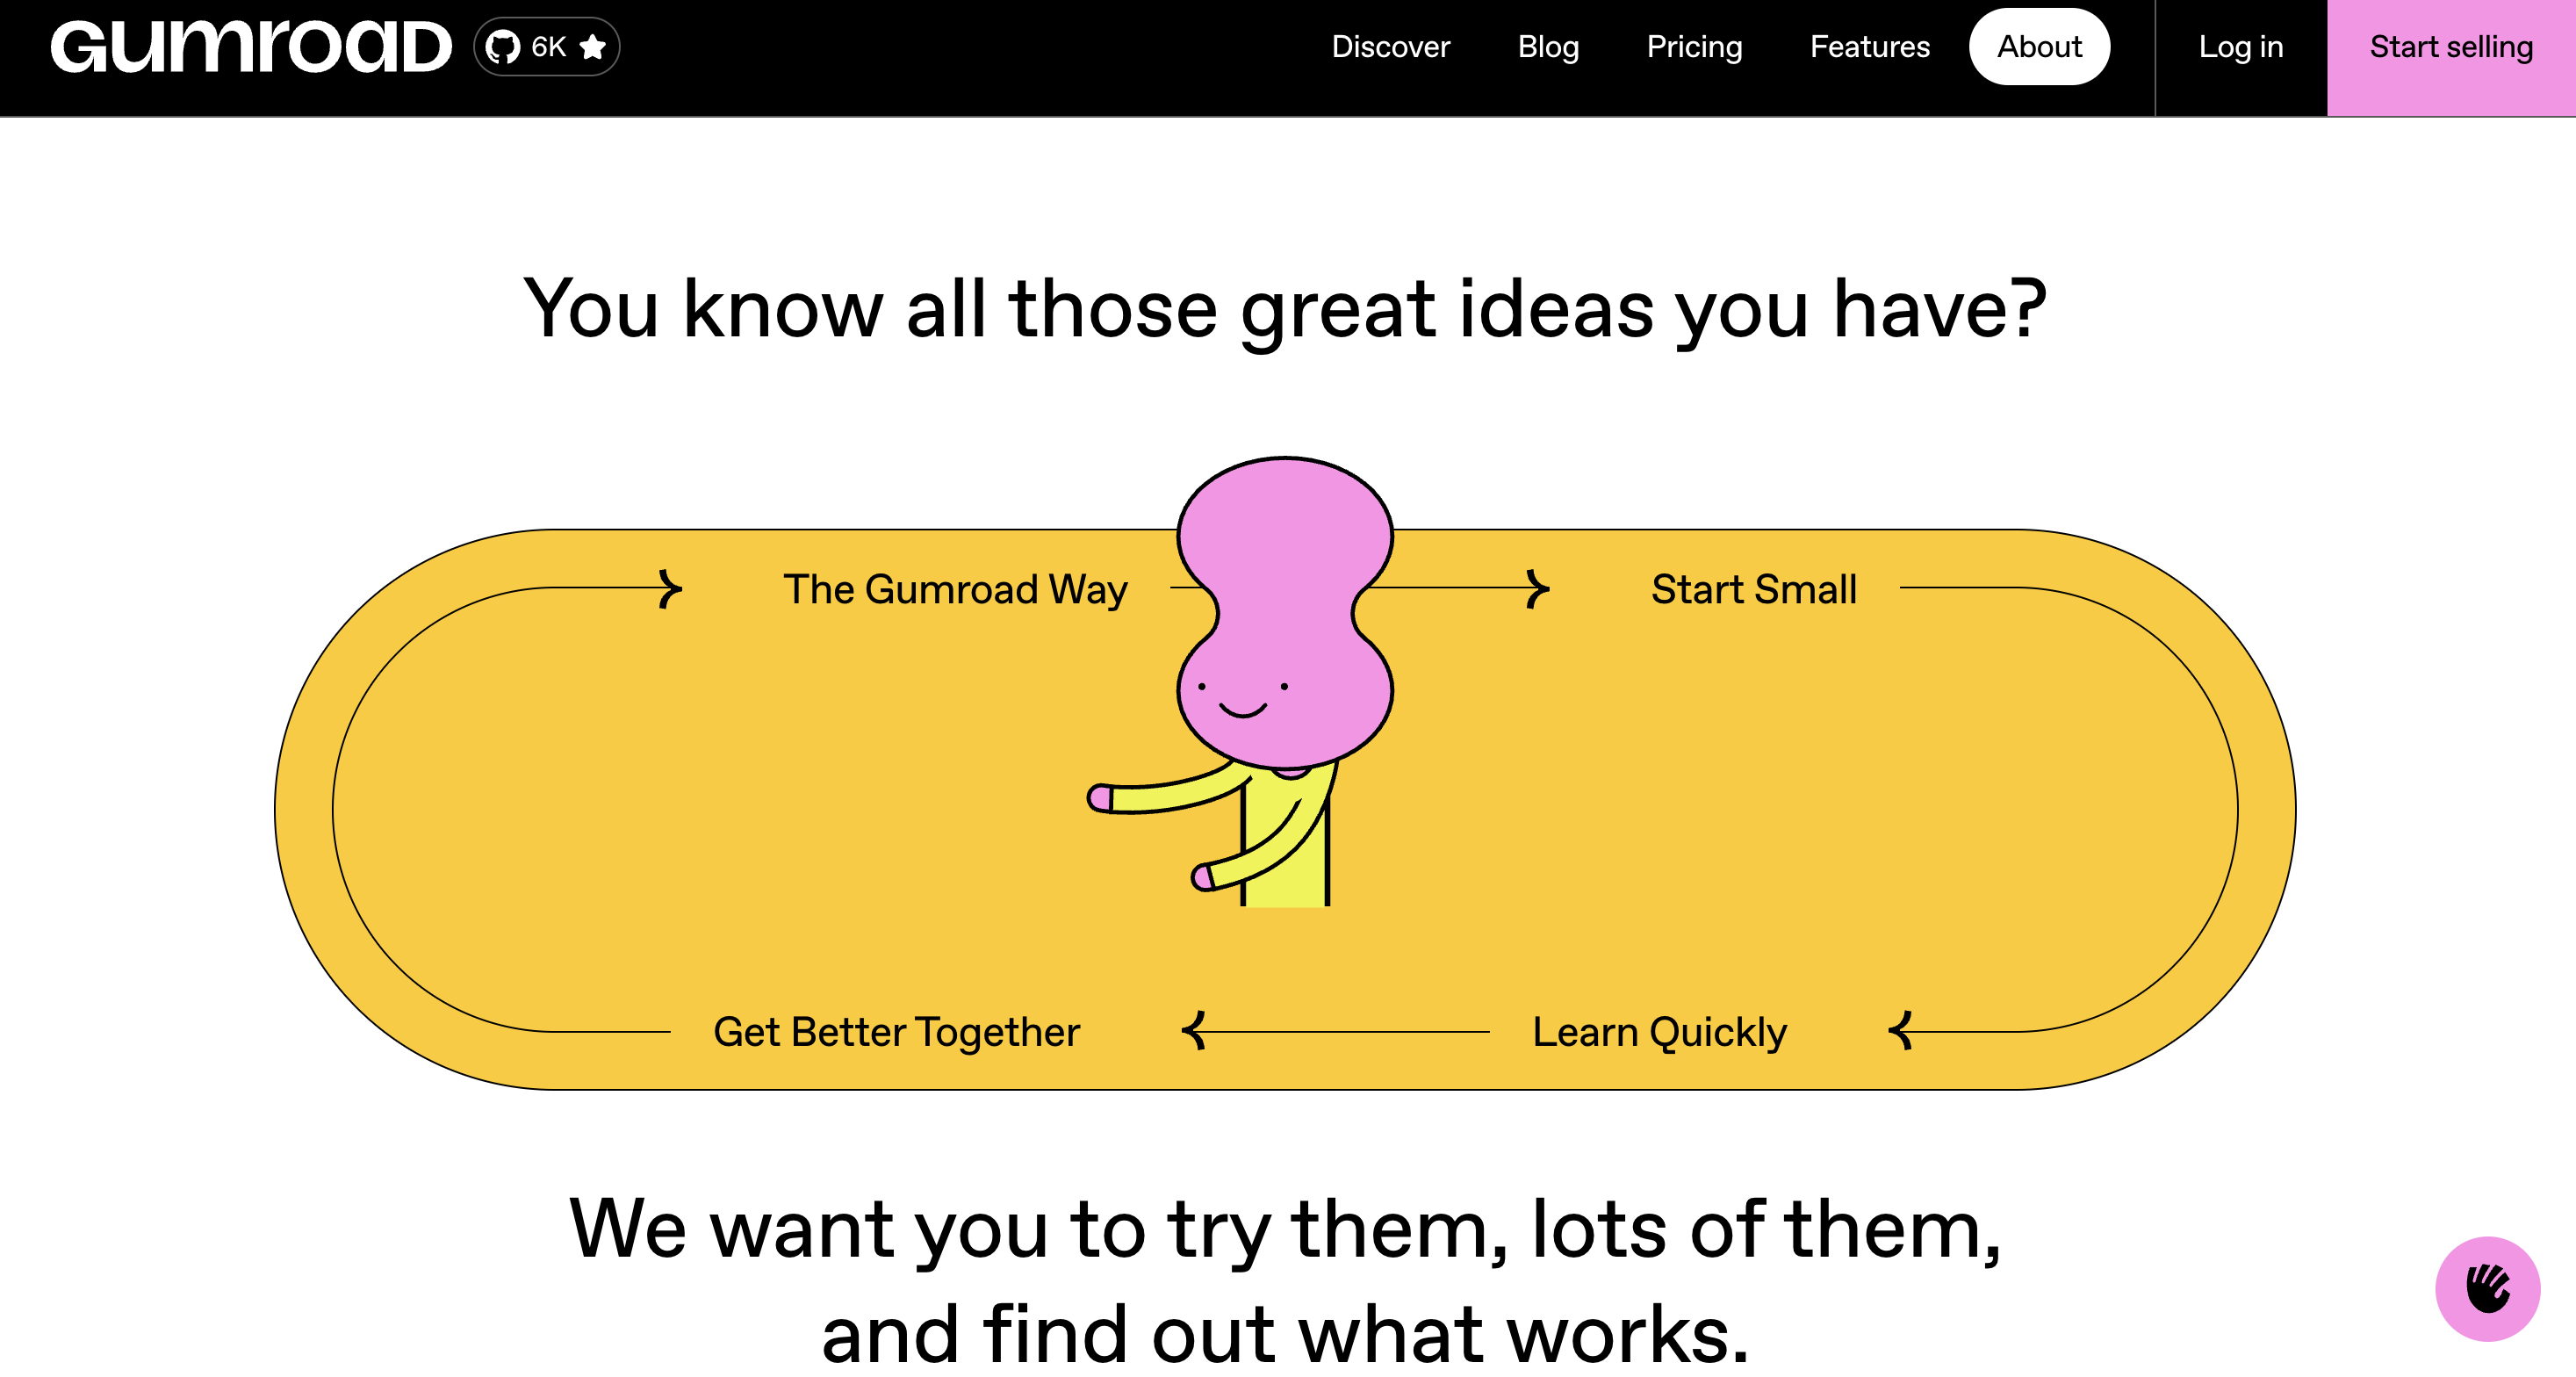 Gumroad 6K
Discover Blog Pricing Features About Log in Start selling
You know all those great ideas you have?
The Gumroad Way Start Small
Get Better Together Learn Quickly
We want you to try them, lots of them,
and find out what works.